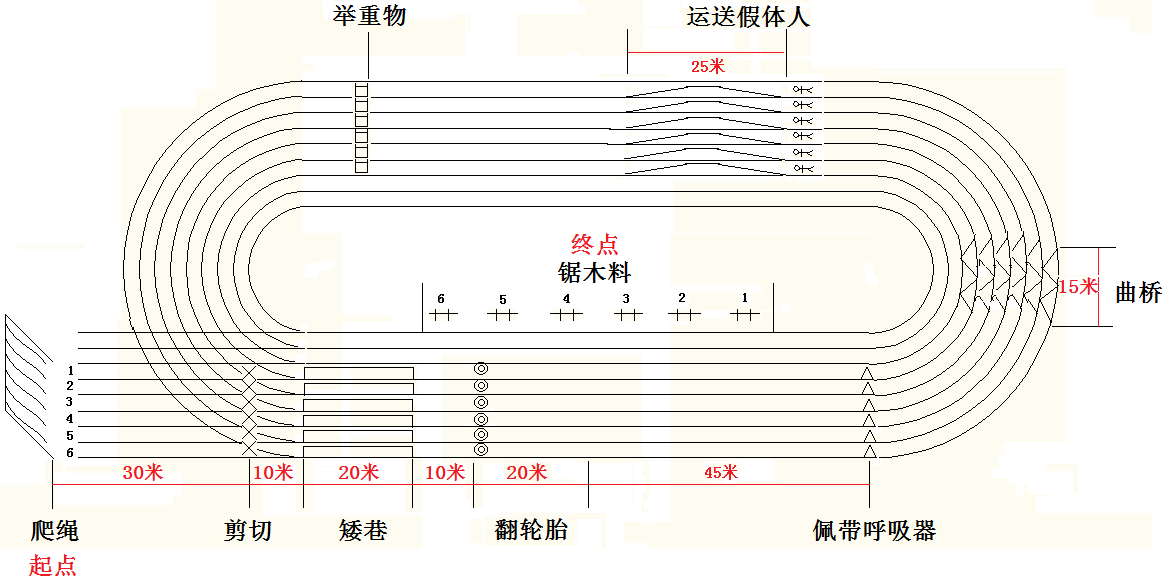 举重物
运送假体人
25米
终点
锯木料
6 5 4 3 2 1
15米
曲桥
1
2
3
4
5
6
30米 10米 20米 10米 20米 45米
爬绳 剪切 矮巷 翻轮胎 佩带呼吸器
起点